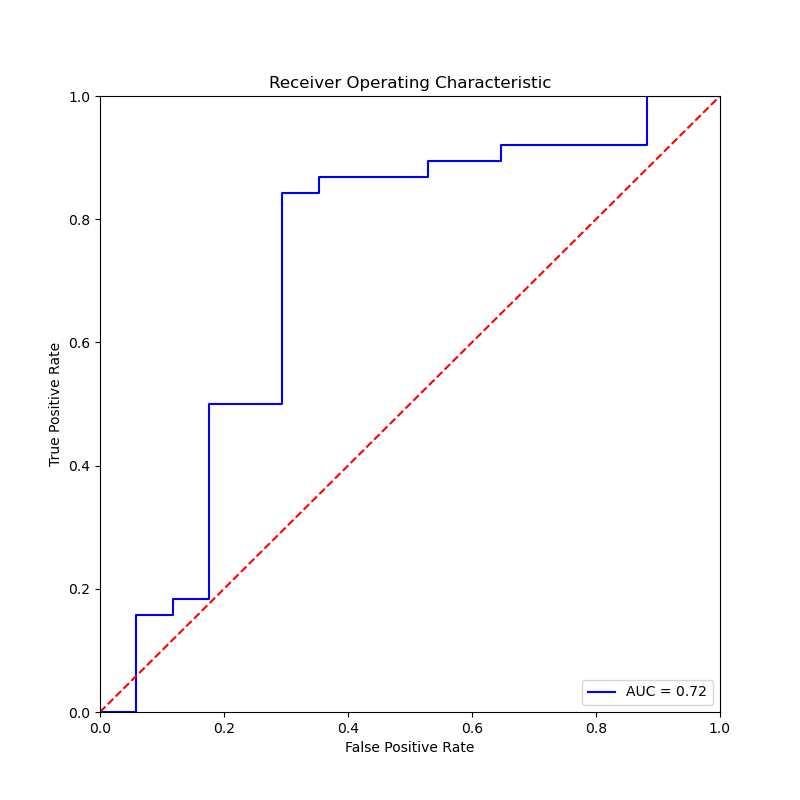 Receiver Operating Characteristic
True Positive Rate
1.0
0.8
0.6
0.4
0.2
0.0
AUC = 0.72
0.0 0.2 0.4 0.6 0.8 1.0
False Positive Rate